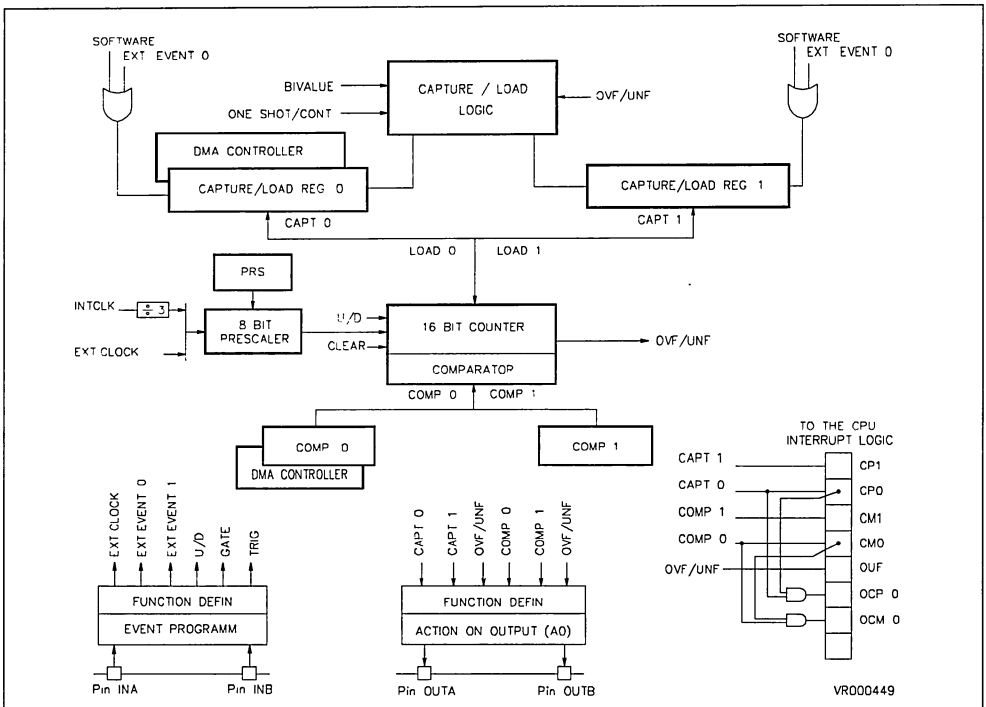 SOFTWARE
EXT EVENT 0
SOFTWARE
EXT EVENT 0
BIVALUE
ONE SHOT/CONT
CAPTURE / LOAD
LOGIC
OVF/UNF
DMA CONTROLLER
CAPTURE/LOAD REG 0
CAPTURE/LOAD REG 1
CAPT 0
CAPT 1
LOAD 0
LOAD 1
PRS
INTCLK
÷ 3
EXT CLOCK
8 BIT
PRESCALER
U/D
CLEAR
16 BIT COUNTER
COMPARATOR
OVF/UNF
COMP 0
COMP 1
COMP 0
DMA CONTROLLER
COMP 1
TO THE CPU
INTERRUPT LOGIC
CAPT 1
CP1
CAPT 0
CP0
COMP 1
CM1
COMP 0
CM0
OVF/UNF
OUF
OCP 0
OCM 0
EXT CLOCK
EXT EVENT 0
EXT EVENT 1
U/D
GATE
TRIG
FUNCTION DEFIN
EVENT PROGRAMM
Pin INA
Pin INB
CAPT 0
CAPT 1
OVF/UNF
COMP 0
COMP 1
OVF/UNF
FUNCTION DEFIN
ACTION ON OUTPUT (AO)
Pin OUTA
Pin OUTB
VR000449